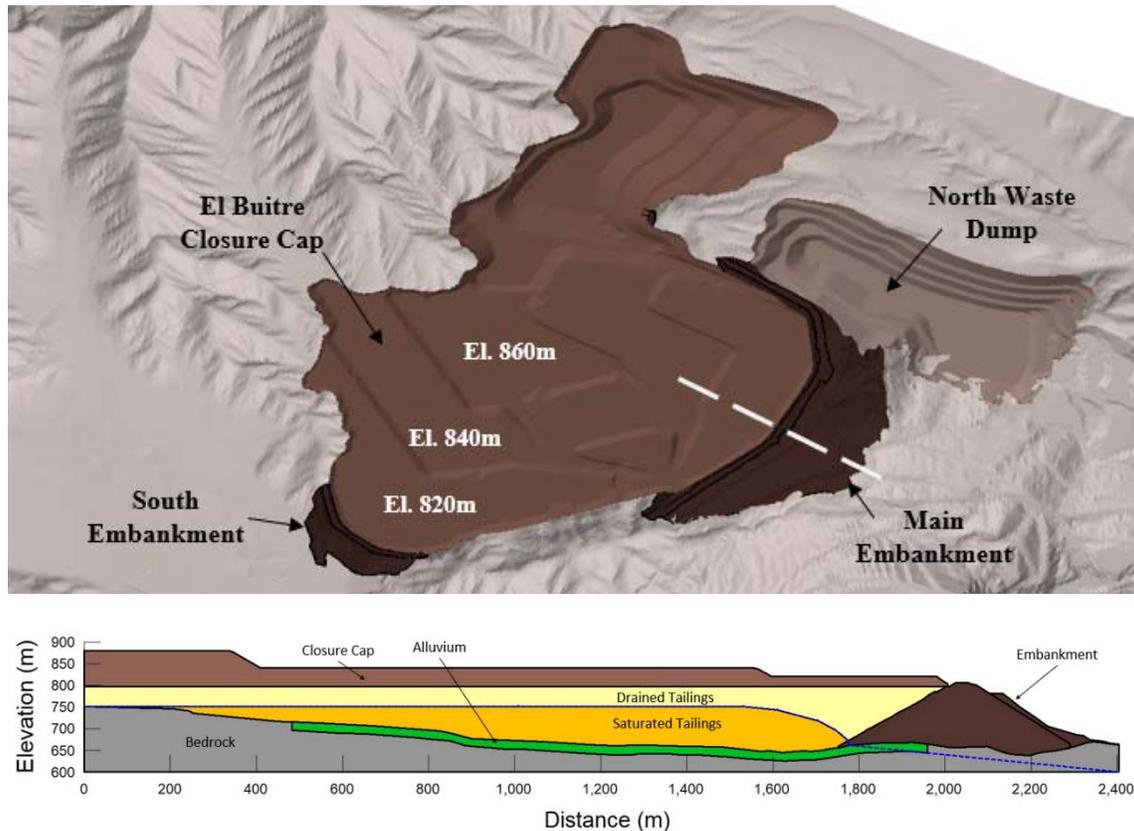 El Buitre
Closure Cap
North Waste
Dump
El. 860m
El. 840m
El. 820m
South
Embankment
Main
Embankment
Elevation (m)
900
850
800
750
700
650
600
Closure Cap
Alluvium
Embankment
Drained Tailings
Saturated Tailings
Bedrock
0
200
400
600
800
1,000
1,200
1,400
1,600
1,800
2,000
2,200
2,400
Distance (m)